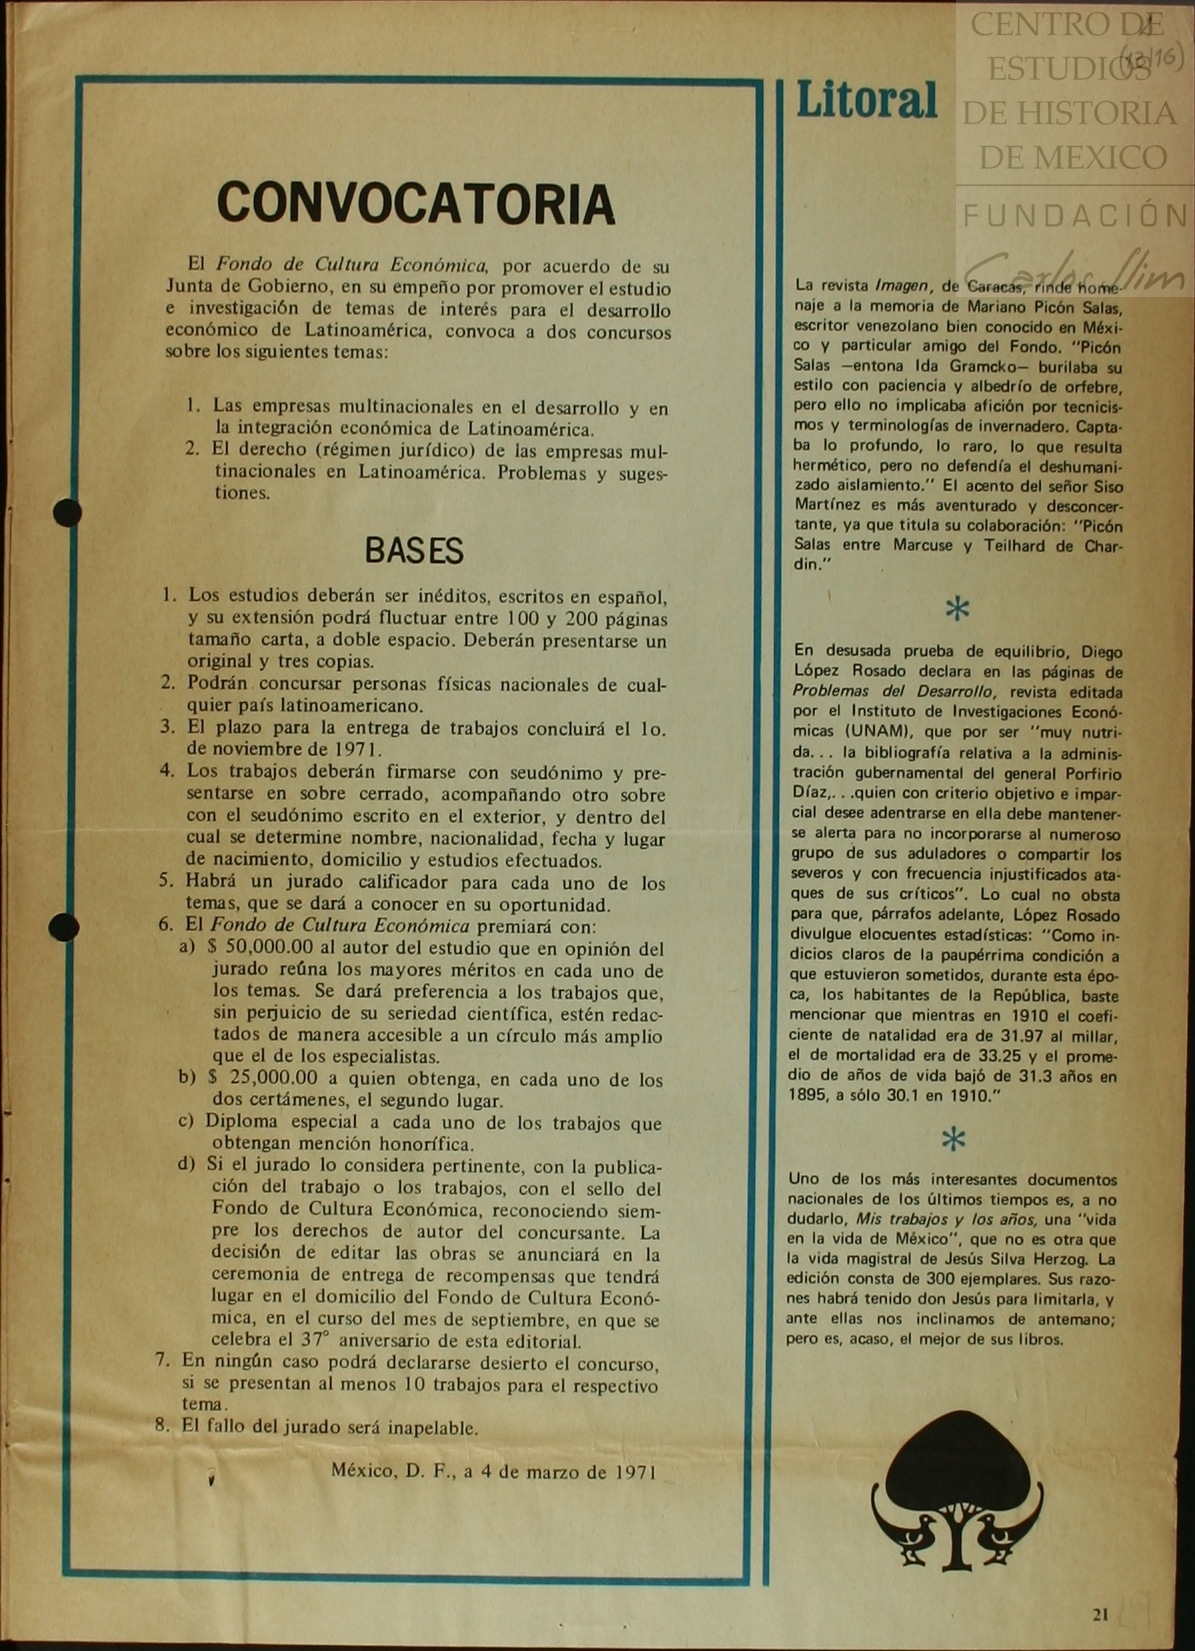 CENTRO DE
ESTUDIOS
DE HISTORIA
DE MEXICO
FUNDACIÓN
Carlos Slim
(13/16)
CONVOCATORIA
El Fondo de Cultura Económica, por acuerdo de su
Junta de Gobierno, en su empeño por promover el estudio
e investigación de temas de interés para el desarrollo
económico de Latinoamérica, convoca a dos concursos
sobre los siguientes temas:
1. Las empresas multinacionales en el desarrollo y en
la integración económica de Latinoamérica.
2. El derecho (régimen jurídico) de las empresas mul-
tinacionales en Latinoamérica. Problemas y suges-
tiones.
BASES
1. Los estudios deberán ser inéditos, escritos en español,
y su extensión podrá fluctuar entre 100 y 200 páginas
tamaño carta, a doble espacio. Deberán presentarse un
original y tres copias.
2. Podrán concursar personas físicas nacionales de cual-
quier país latinoamericano.
3. El plazo para la entrega de trabajos concluirá el 1o.
de noviembre de 1971.
4. Los trabajos deberán firmarse con seudónimo y pre-
sentarse en sobre cerrado, acompañando otro sobre
con el seudónimo escrito en el exterior, y dentro del
cual se determine nombre, nacionalidad, fecha y lugar
de nacimiento, domicilio y estudios efectuados.
5. Habrá un jurado calificador para cada uno de los
temas, que se dará a conocer en su oportunidad.
6. El Fondo de Cultura Económica premiará con:
a) $ 50,000.00 al autor del estudio que en opinión del
jurado reúna los mayores méritos en cada uno de
los temas. Se dará preferencia a los trabajos que,
sin perjuicio de su seriedad científica, estén redac-
tados de manera accesible a un círculo más amplio
que el de los especialistas.
b) $ 25,000.00 a quien obtenga, en cada uno de los
dos certámenes, el segundo lugar.
c) Diploma especial a cada uno de los trabajos que
obtengan mención honorífica.
d) Si el jurado lo considera pertinente, con la publica-
ción del trabajo o los trabajos, con el sello del
Fondo de Cultura Económica, reconociendo siem-
pre los derechos de autor del concursante. La
decisión de editar las obras se anunciará en la
ceremonia de entrega de recompensas que tendrá
lugar en el domicilio del Fondo de Cultura Econó-
mica, en el curso del mes de septiembre, en que se
celebra el 37° aniversario de esta editorial.
7. En ningún caso podrá declararse desierto el concurso,
si se presentan al menos 10 trabajos para el respectivo
tema.
8. El fallo del jurado será inapelable.
México, D. F., a 4 de marzo de 1971
Litoral
La revista Imagen, de Caracas, rinde home-
naje a la memoria de Mariano Picón Salas,
escritor venezolano bien conocido en Méxi-
co y particular amigo del Fondo. "Picón
Salas —entona Ida Gramcko— burilaba su
estilo con paciencia y albedrío de orfebre,
pero ello no implicaba afición por tecnicis-
mos y terminologías de invernadero. Capta-
ba lo profundo, lo raro, lo que resulta
hermético, pero no defendía el deshumani-
zado aislamiento." El acento del señor Siso
Martínez es más aventurado y desconcer-
tante, ya que titula su colaboración: "Picón
Salas entre Marcuse y Teilhard de Char-
din."
*
En desusada prueba de equilibrio, Diego
López Rosado declara en las páginas de
Problemas del Desarrollo, revista editada
por el Instituto de Investigaciones Econó-
micas (UNAM), que por ser "muy nutri-
da... la bibliografía relativa a la adminis-
tración gubernamental del general Porfirio
Díaz,. . .quien con criterio objetivo e impar-
cial desee adentrarse en ella debe mantener-
se alerta para no incorporarse al numeroso
grupo de sus aduladores o compartir los
severos y con frecuencia injustificados ata-
ques de sus críticos". Lo cual no obsta
para que, párrafos adelante, López Rosado
divulgue elocuentes estadísticas: "Como in-
dicios claros de la paupérrima condición a
que estuvieron sometidos, durante esta épo-
ca, los habitantes de la República, baste
mencionar que mientras en 1910 el coefi-
ciente de natalidad era de 31.97 al millar,
el de mortalidad era de 33.25 y el prome-
dio de años de vida bajó de 31.3 años en
1895, a sólo 30.1 en 1910."
*
Uno de los más interesantes documentos
nacionales de los últimos tiempos es, a no
dudarlo, Mis trabajos y los años, una "vida
en la vida de México", que no es otra que
la vida magistral de Jesús Silva Herzog. La
edición consta de 300 ejemplares. Sus razo-
nes habrá tenido don Jesús para limitarla, y
ante ellas nos inclinamos de antemano;
pero es, acaso, el mejor de sus libros.
21